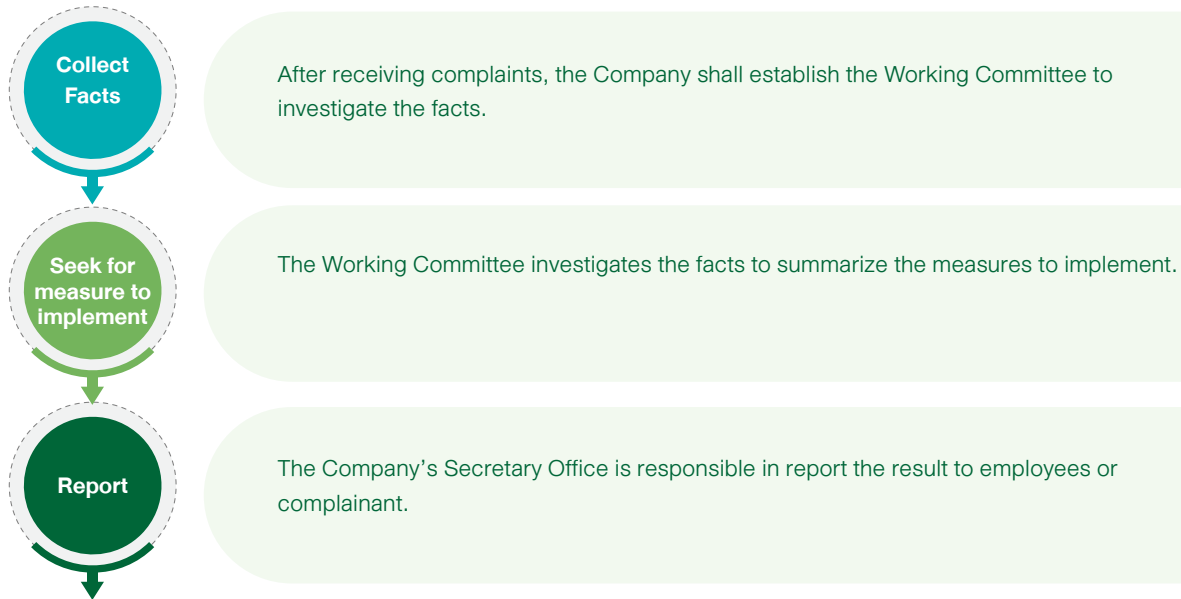 Collect
Facts
After receiving complaints, the Company shall establish the Working Committee to
investigate the facts.
Seek for
measure to
implement
The Working Committee investigates the facts to summarize the measures to implement.
Report
The Company’s Secretary Office is responsible in report the result to employees or
complainant.